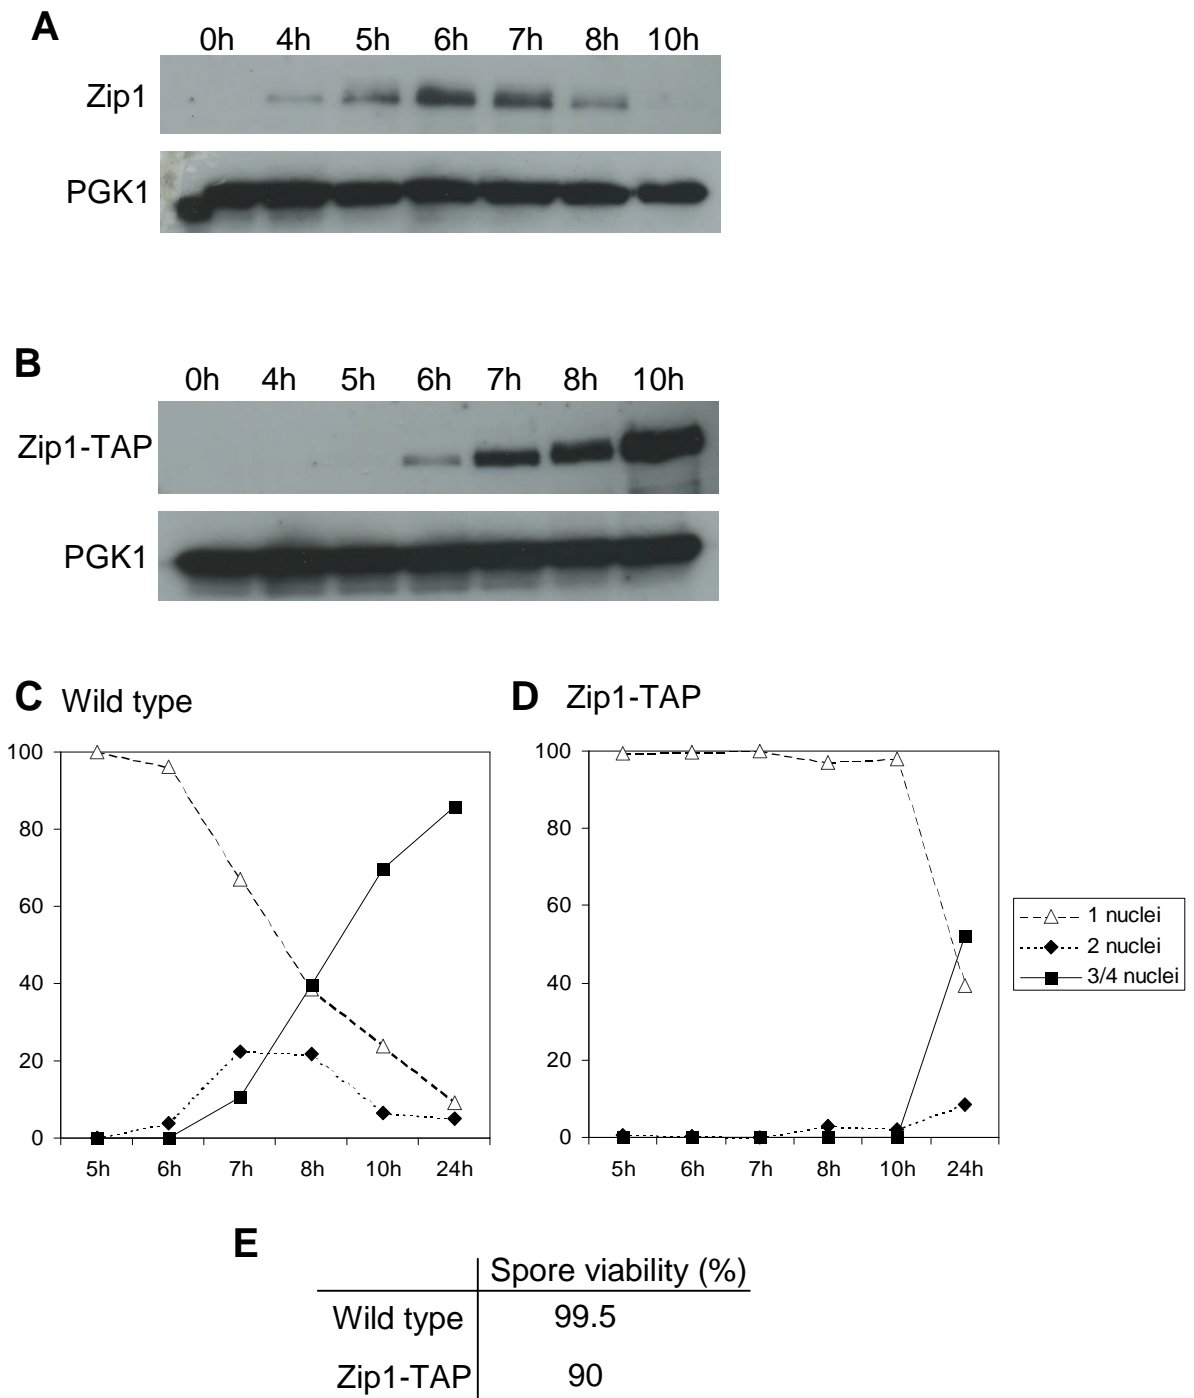 A
0h 4h 5h 6h 7h 8h 10h
Zip1
PGK1
B
0h 4h 5h 6h 7h 8h 10h
Zip1-TAP
PGK1
C Wild type
100
80
60
40
20
0
5h 6h 7h 8h 10h 24h
D Zip1-TAP
100
80
60
40
20
0
5h 6h 7h 8h 10h 24h
1 nuclei
2 nuclei
3/4 nuclei
E
Spore viability (%)
Wild type 99.5
Zip1-TAP 90